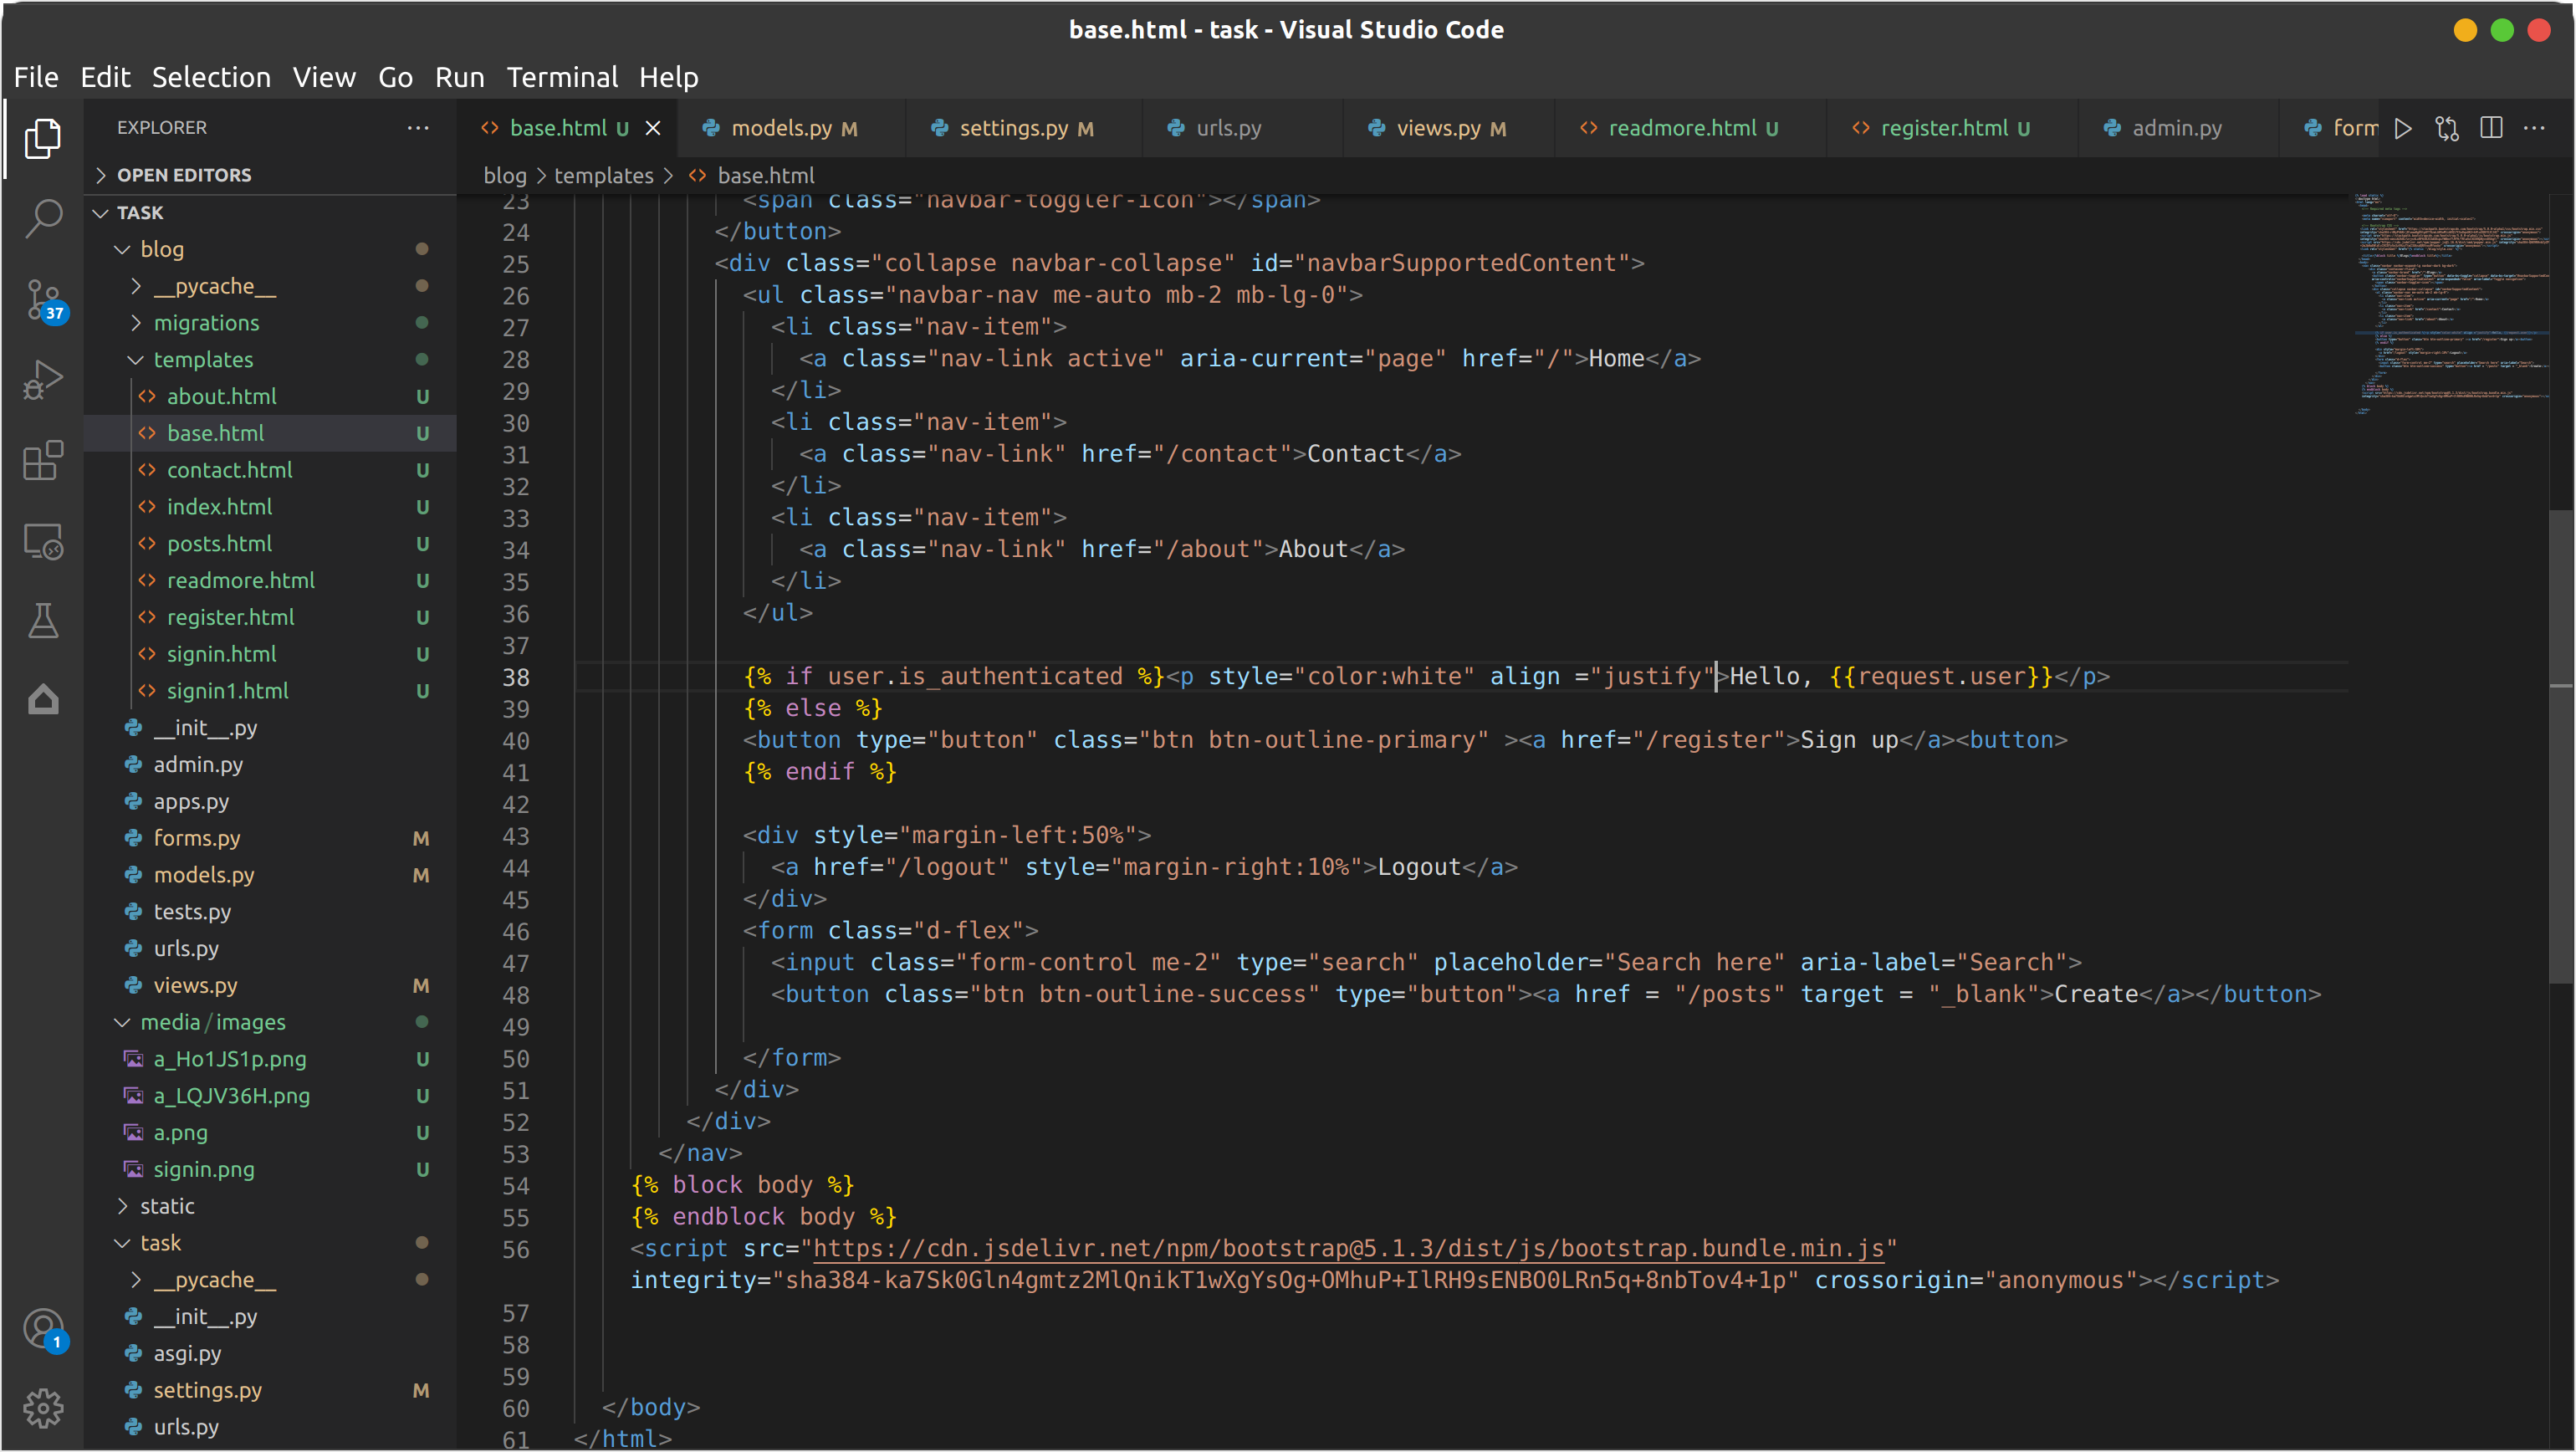 base.html - task - Visual Studio Code
File Edit Selection View Go Run Terminal Help
EXPLORER
OPEN EDITORS
TASK
blog
__pycache__
migrations
templates
about.html U
base.html U
contact.html U
index.html U
posts.html U
readmore.html U
register.html U
signin.html U
signin1.html U
__init__.py
admin.py
apps.py
forms.py M
models.py M
tests.py
urls.py
views.py M
media/images
a_Ho1JS1p.png U
a_LQJV36H.png U
a.png U
signin.png U
static
task
__pycache__
__init__.py
asgi.py
settings.py M
urls.py
37
1
base.html U models.py M settings.py M urls.py views.py M readmore.html U register.html U admin.py form
blog > templates > base.html
23 <span class="navbar-toggler-icon"></span>
24 </button>
25 <div class="collapse navbar-collapse" id="navbarSupportedContent">
26 <ul class="navbar-nav me-auto mb-2 mb-lg-0">
27 <li class="nav-item">
28 <a class="nav-link active" aria-current="page" href="/">Home</a>
29 </li>
30 <li class="nav-item">
31 <a class="nav-link" href="/contact">Contact</a>
32 </li>
33 <li class="nav-item">
34 <a class="nav-link" href="/about">About</a>
35 </li>
36 </ul>
37
38 {% if user.is_authenticated %}<p style="color:white" align ="justify">Hello, {{request.user}}</p>
39 {% else %}
40 <button type="button" class="btn btn-outline-primary" ><a href="/register">Sign up</a><button>
41 {% endif %}
42
43 <div style="margin-left:50%">
44 <a href="/logout" style="margin-right:10%">Logout</a>
45 </div>
46 <form class="d-flex">
47 <input class="form-control me-2" type="search" placeholder="Search here" aria-label="Search">
48 <button class="btn btn-outline-success" type="button"><a href = "/posts" target = "_blank">Create</a></button>
49
50 </form>
51 </div>
52 </div>
53 </nav>
54 {% block body %}
55 {% endblock body %}
56 <script src="https://cdn.jsdelivr.net/npm/bootstrap@5.1.3/dist/js/bootstrap.bundle.min.js"
integrity="sha384-ka7Sk0Gln4gmtz2MlQnikT1wXgYsOg+OMhuP+IlRH9sENBO0LRn5q+8nbTov4+1p" crossorigin="anonymous"></script>
57
58
59
60 </body>
61 </html>